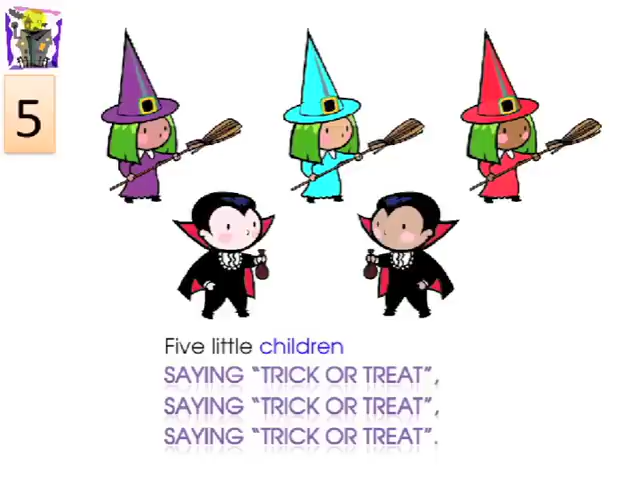 5
Five little children
SAYING “TRICK OR TREAT”,
SAYING “TRICK OR TREAT”,
SAYING “TRICK OR TREAT”.